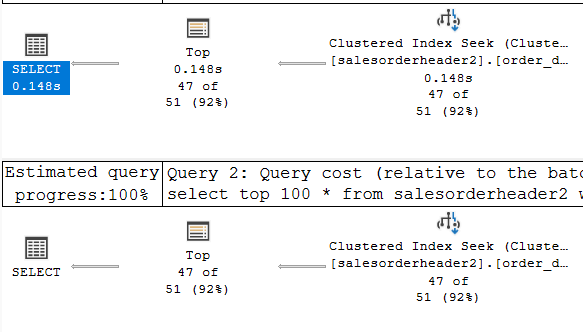 Top
Clustered Index Seek (Cluste…
SELECT
0.148s
[salesorderheader2].[order_d…
0.148s
47 of
0.148s
51 (92%)
47 of
51 (92%)
Estimated query
progress:100%
Query 2: Query cost (relative to the batc
select top 100 * from salesorderheader2 w
SELECT
Top
47 of
51 (92%)
Clustered Index Seek (Cluste…
[salesorderheader2].[order_d…
47 of
51 (92%)